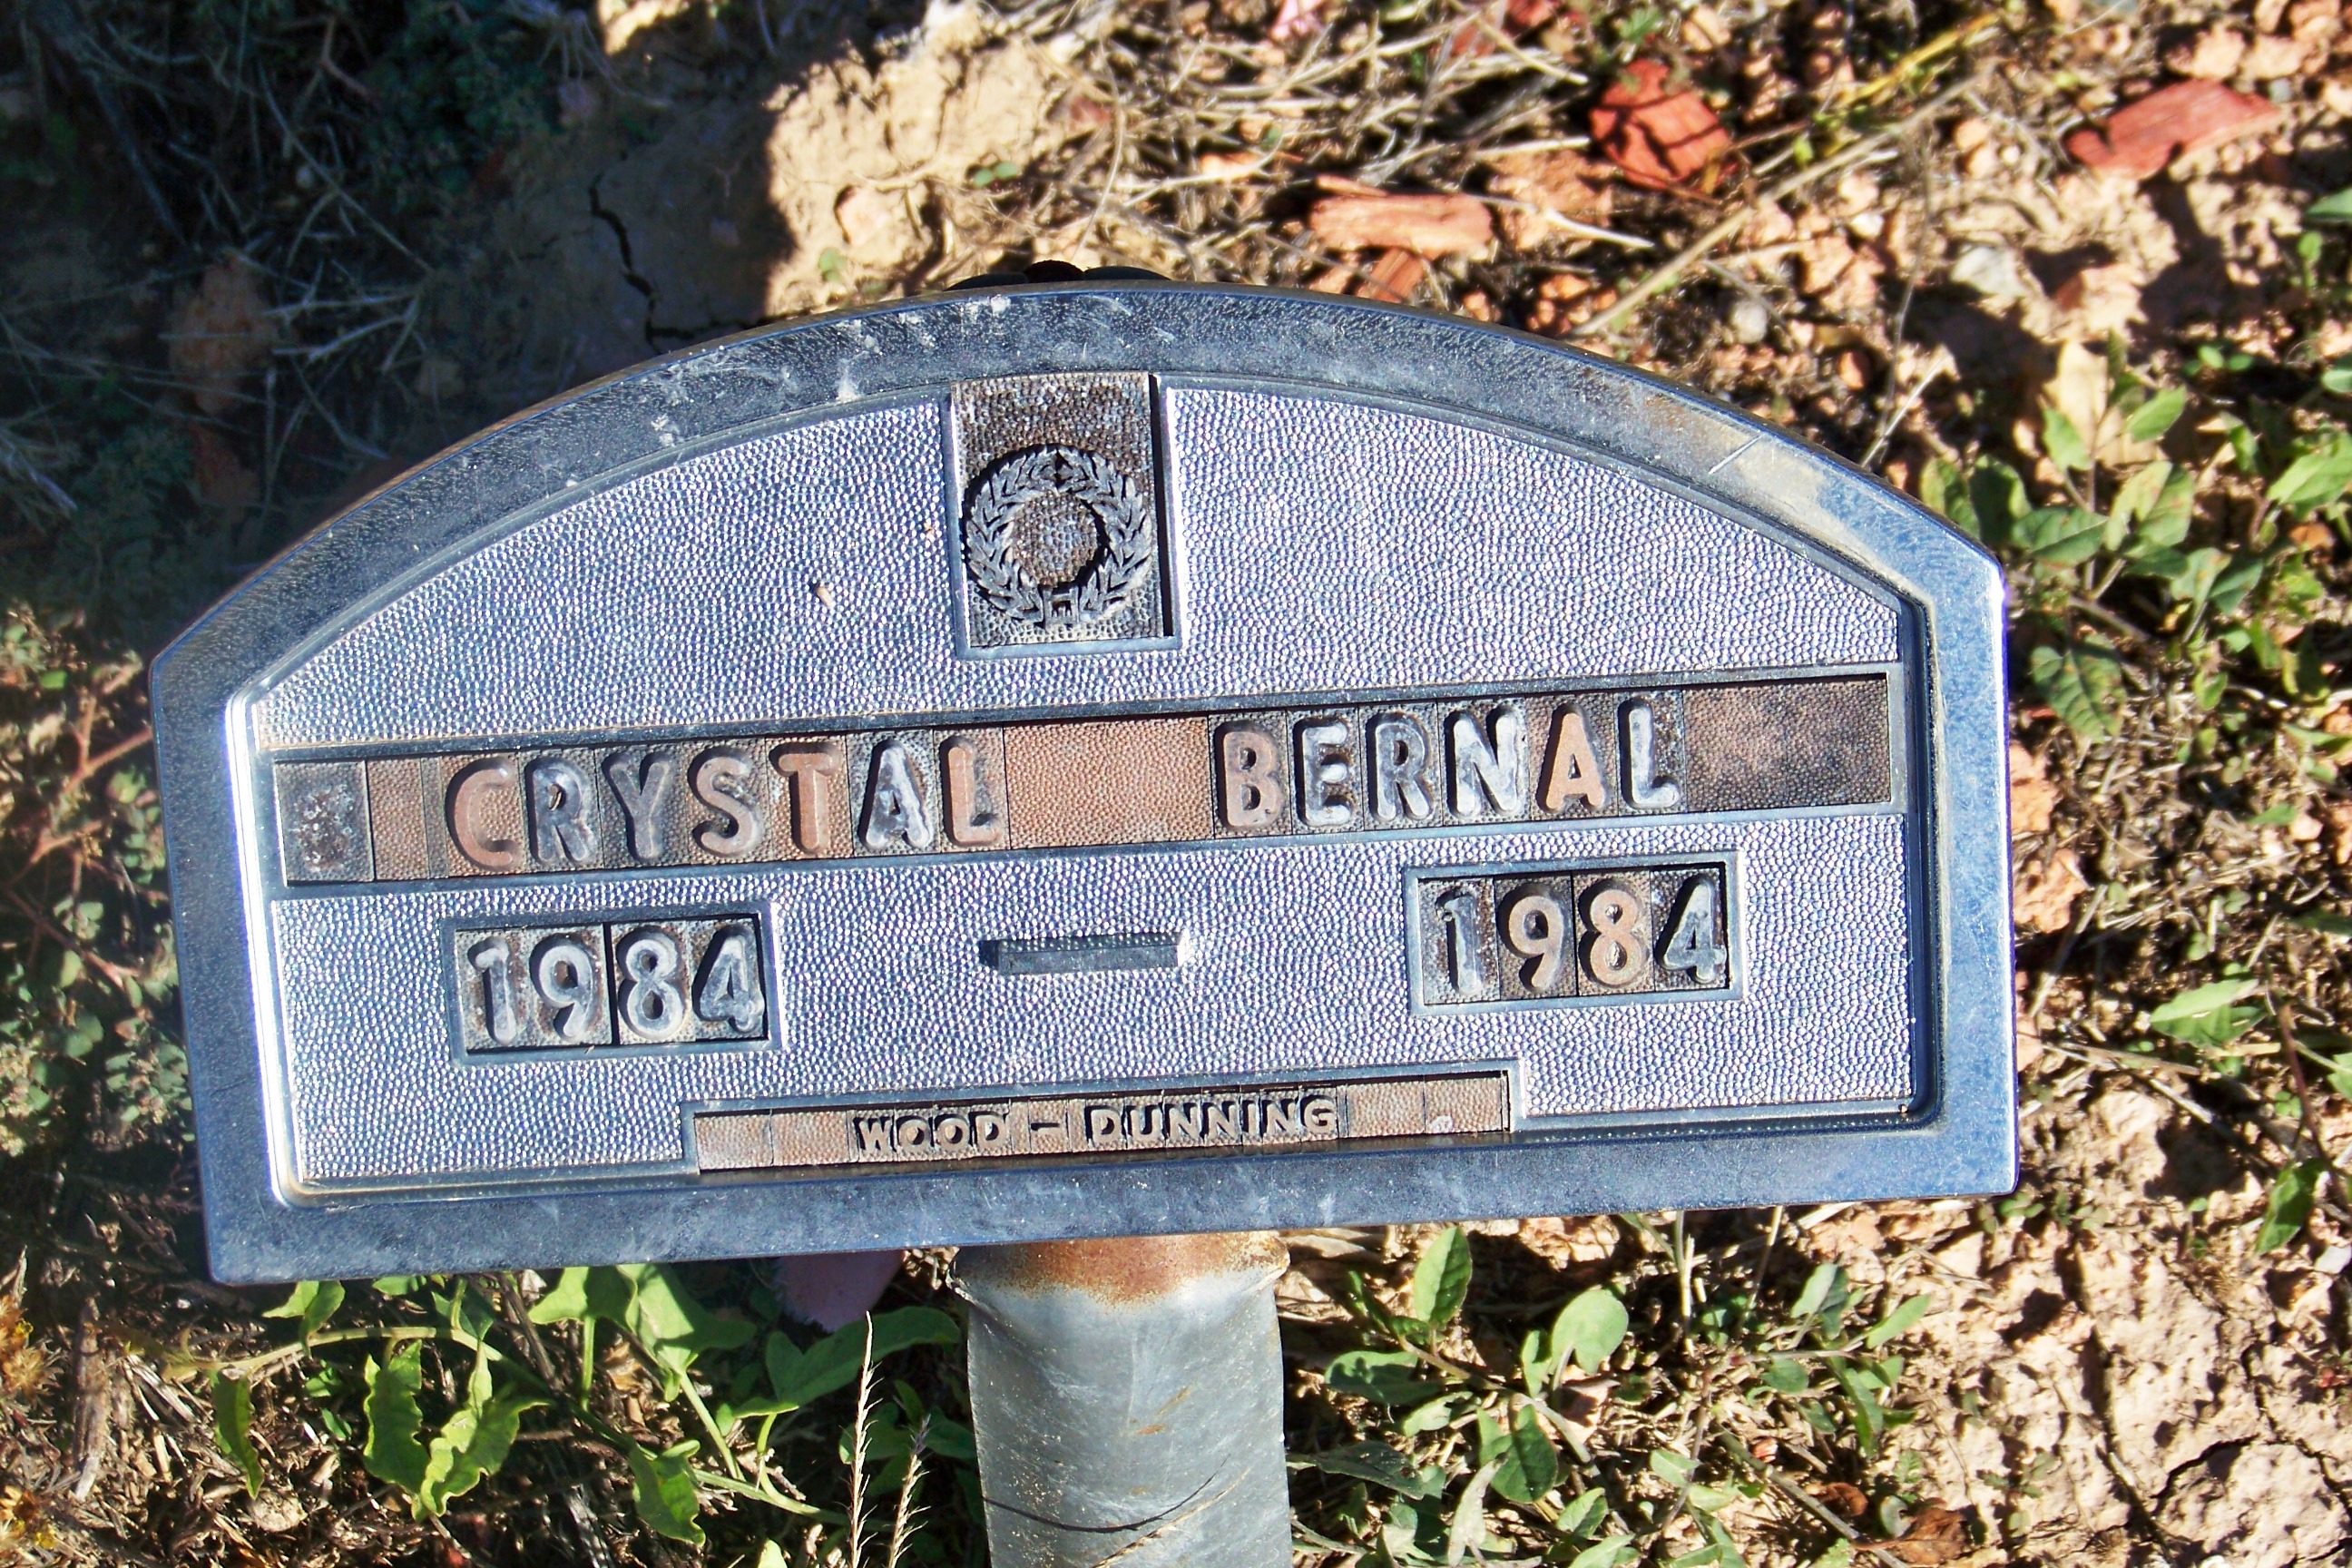 CRYSTAL BERNAL
1984 - 1984
WOOD - DUNNING